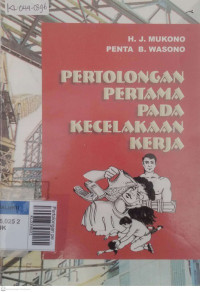 H. J. MUKONO
PENTA B. WASONO
PERTOLONGAN
PERTAMA
PADA
KECELAKAAN
KERJA